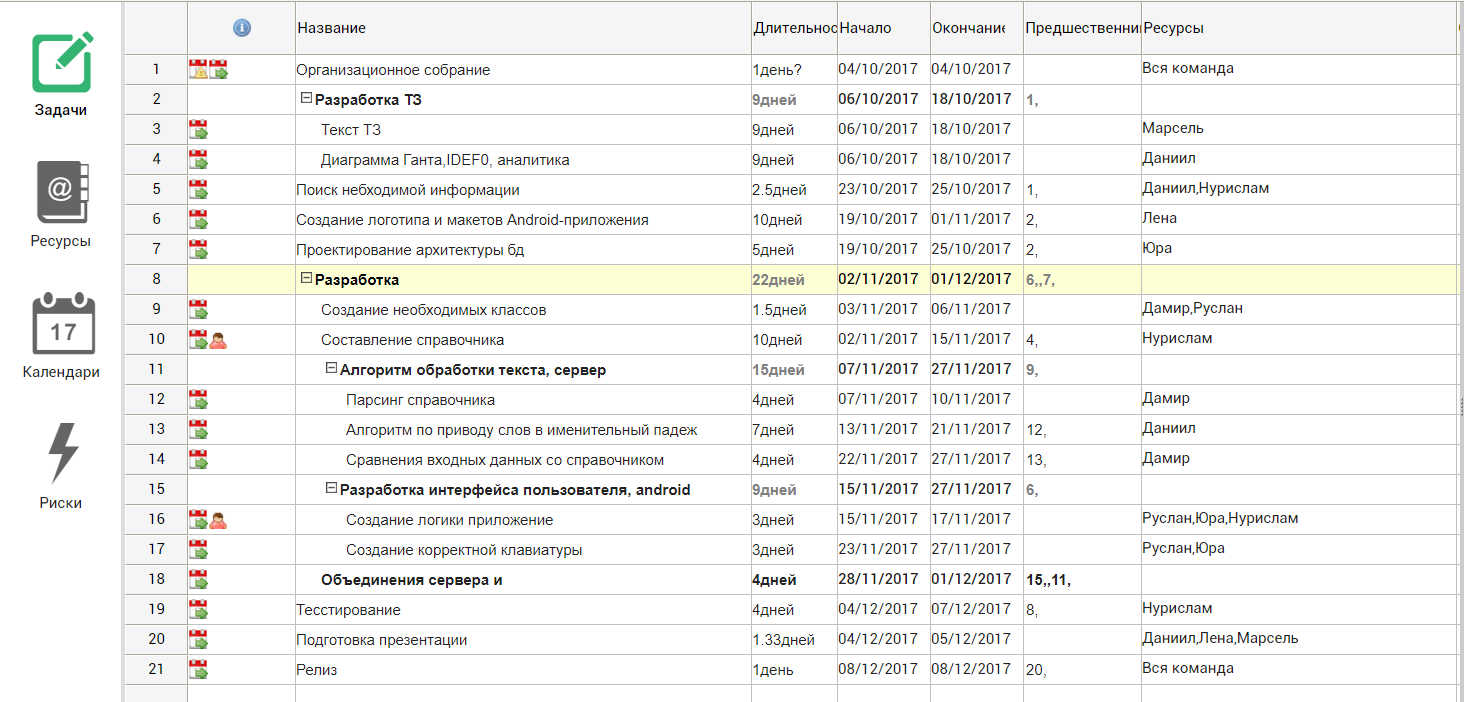 Название Длительнос Начало Окончание Предшественни Ресурсы
Задачи
Ресурсы
17
Календари
Риски
1 Организационное собрание 1день? 04/10/2017 04/10/2017 Вся команда
2 Разработка ТЗ 9дней 06/10/2017 18/10/2017 1,
3 Текст ТЗ 9дней 06/10/2017 18/10/2017 Марсель
4 Диаграмма Ганта,IDEF0, аналитика 9дней 06/10/2017 18/10/2017 Даниил
5 Поиск небходимой информации 2.5дней 23/10/2017 25/10/2017 1, Даниил,Нурислам
6 Создание логотипа и макетов Android-приложения 10дней 19/10/2017 01/11/2017 2, Лена
7 Проектирование архитектуры бд 5дней 19/10/2017 25/10/2017 2, Юра
8 Разработка 22дней 02/11/2017 01/12/2017 6,,7,
9 Создание необходимых классов 1.5дней 03/11/2017 06/11/2017 Дамир,Руслан
10 Составление справочника 10дней 02/11/2017 15/11/2017 4, Нурислам
11 Алгоритм обработки текста, сервер 15дней 07/11/2017 27/11/2017 9,
12 Парсинг справочника 4дней 07/11/2017 10/11/2017 Дамир
13 Алгоритм по приводу слов в именительный падеж 7дней 13/11/2017 21/11/2017 12, Даниил
14 Сравнения входных данных со справочником 4дней 22/11/2017 27/11/2017 13, Дамир
15 Разработка интерфейса пользователя, android 9дней 15/11/2017 27/11/2017 6,
16 Создание логики приложение 3дней 15/11/2017 17/11/2017 Руслан,Юра,Нурислам
17 Создание корректной клавиатуры 3дней 23/11/2017 27/11/2017 Руслан,Юра
18 Объединения сервера и 4дней 28/11/2017 01/12/2017 15,,11,
19 Тесстирование 4дней 04/12/2017 07/12/2017 8, Нурислам
20 Подготовка презентации 1.33дней 04/12/2017 05/12/2017 Даниил,Лена,Марсель
21 Релиз 1день 08/12/2017 08/12/2017 20, Вся команда